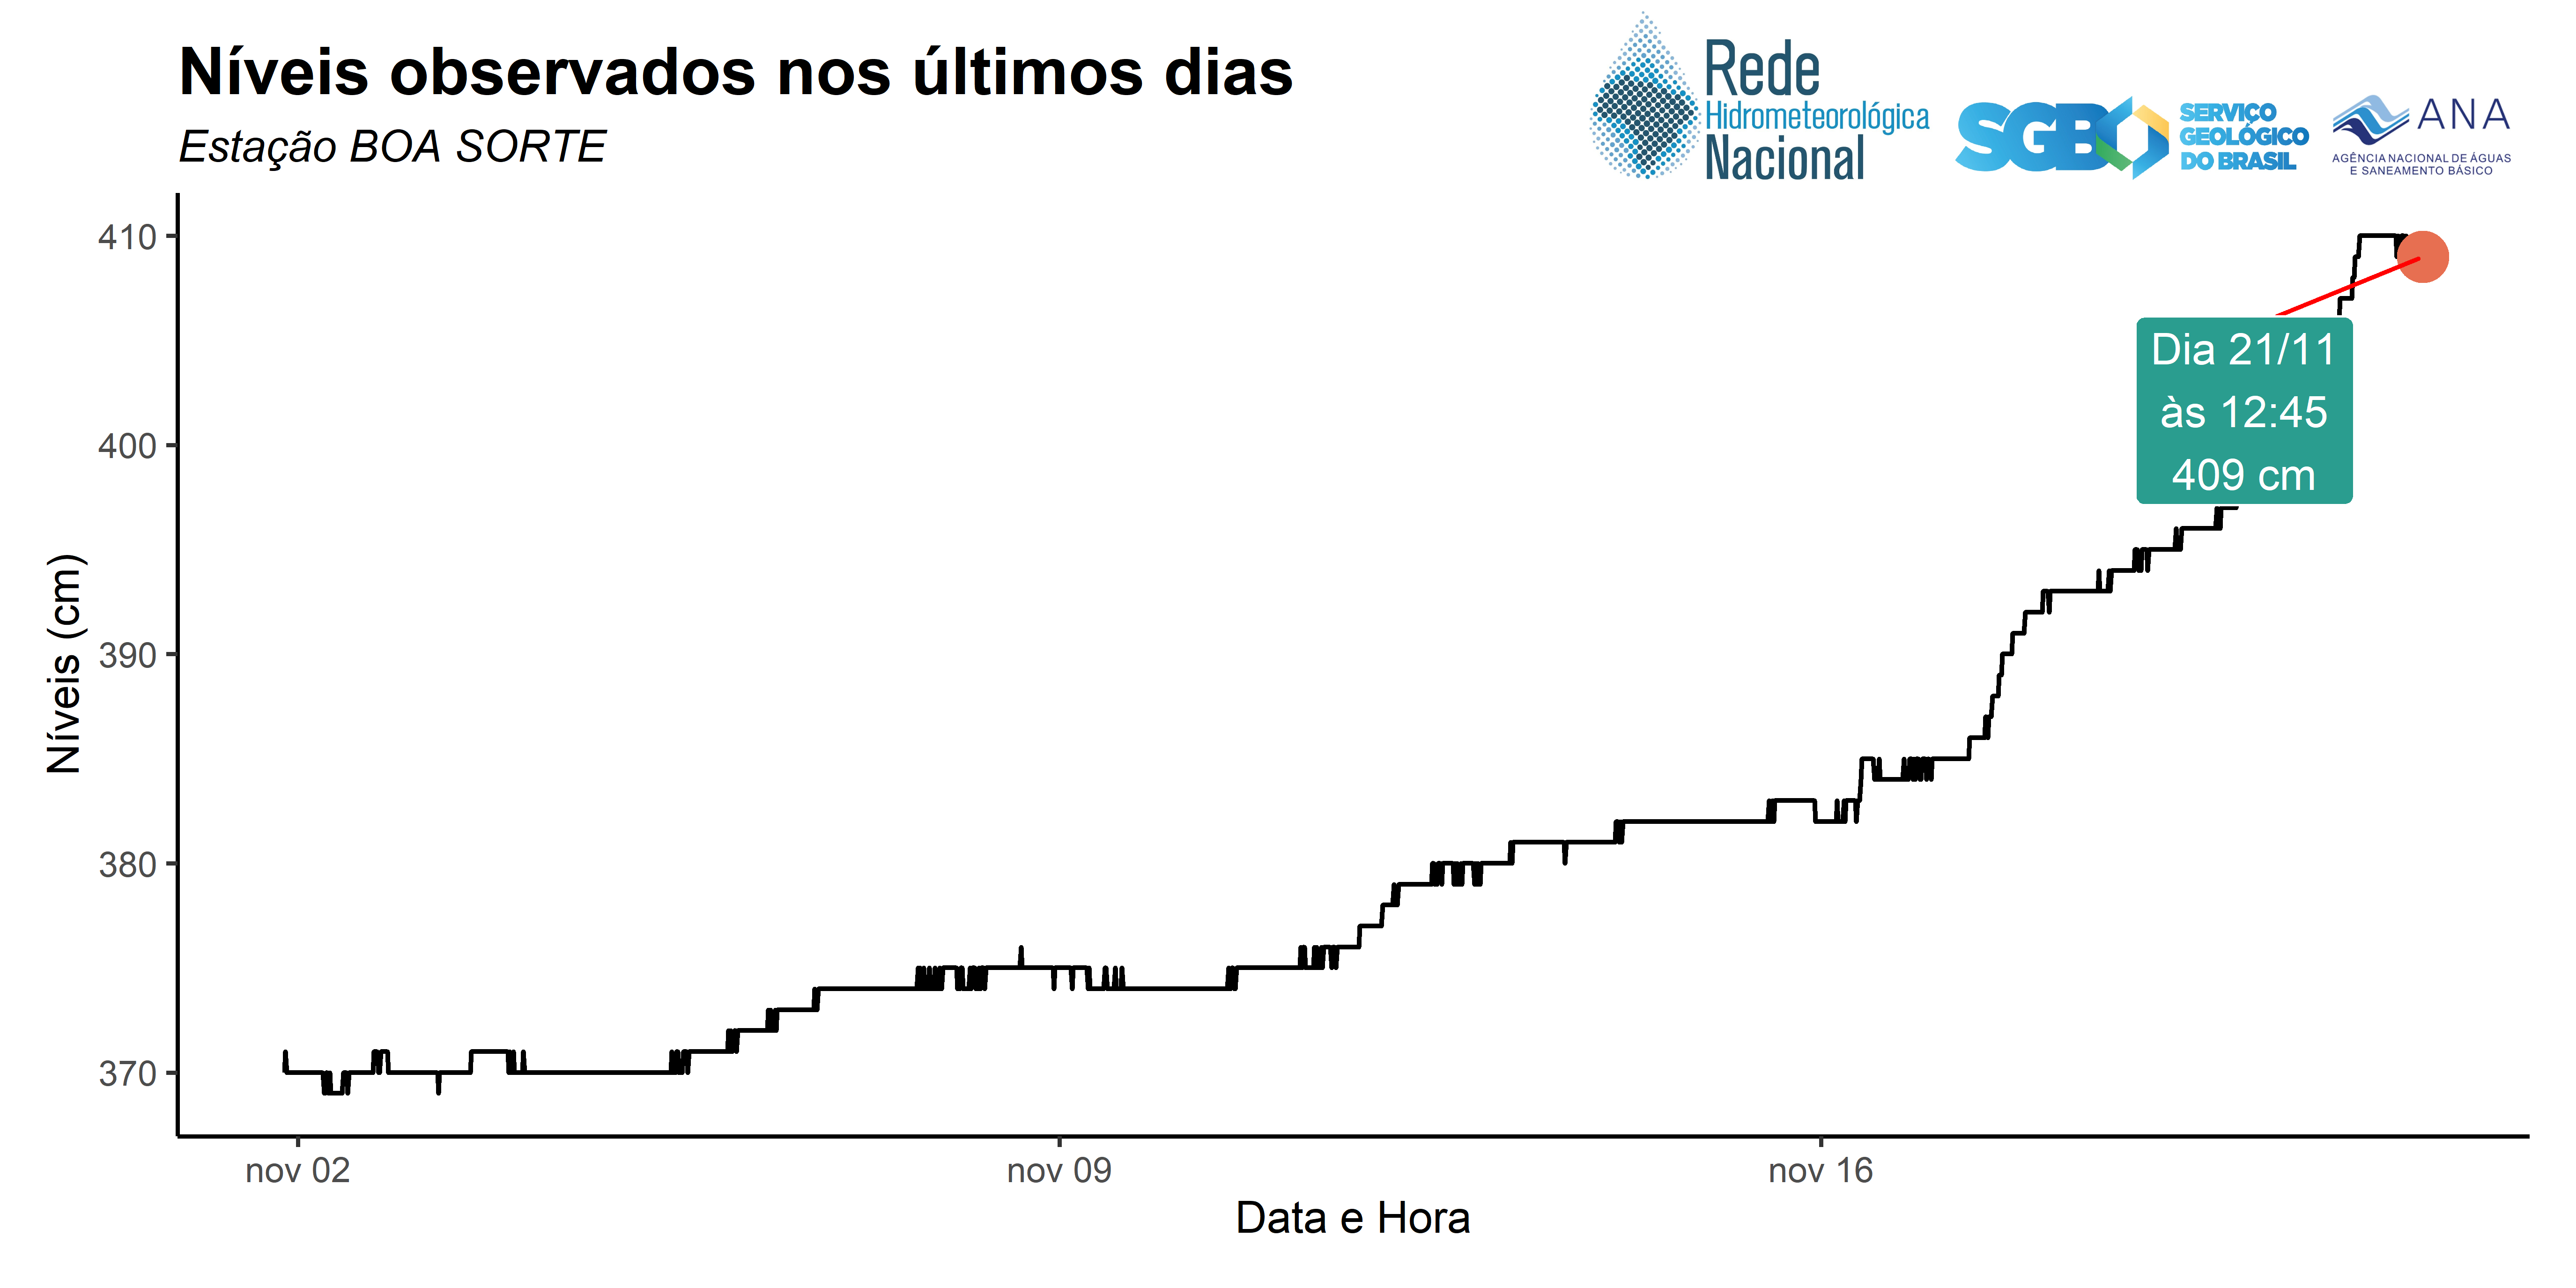 Níveis observados nos últimos dias
Estação BOA SORTE
Rede
Hidrometeorológica
Nacional
SGB
SERVIÇO
GEOLÓGICO
DO BRASIL
ANA
AGÊNCIA NACIONAL DE ÁGUAS
E SANEAMENTO BÁSICO
410
400
390
380
370
Níveis (cm)
Dia 21/11
às 12:45
409 cm
nov 02
nov 09
nov 16
Data e Hora